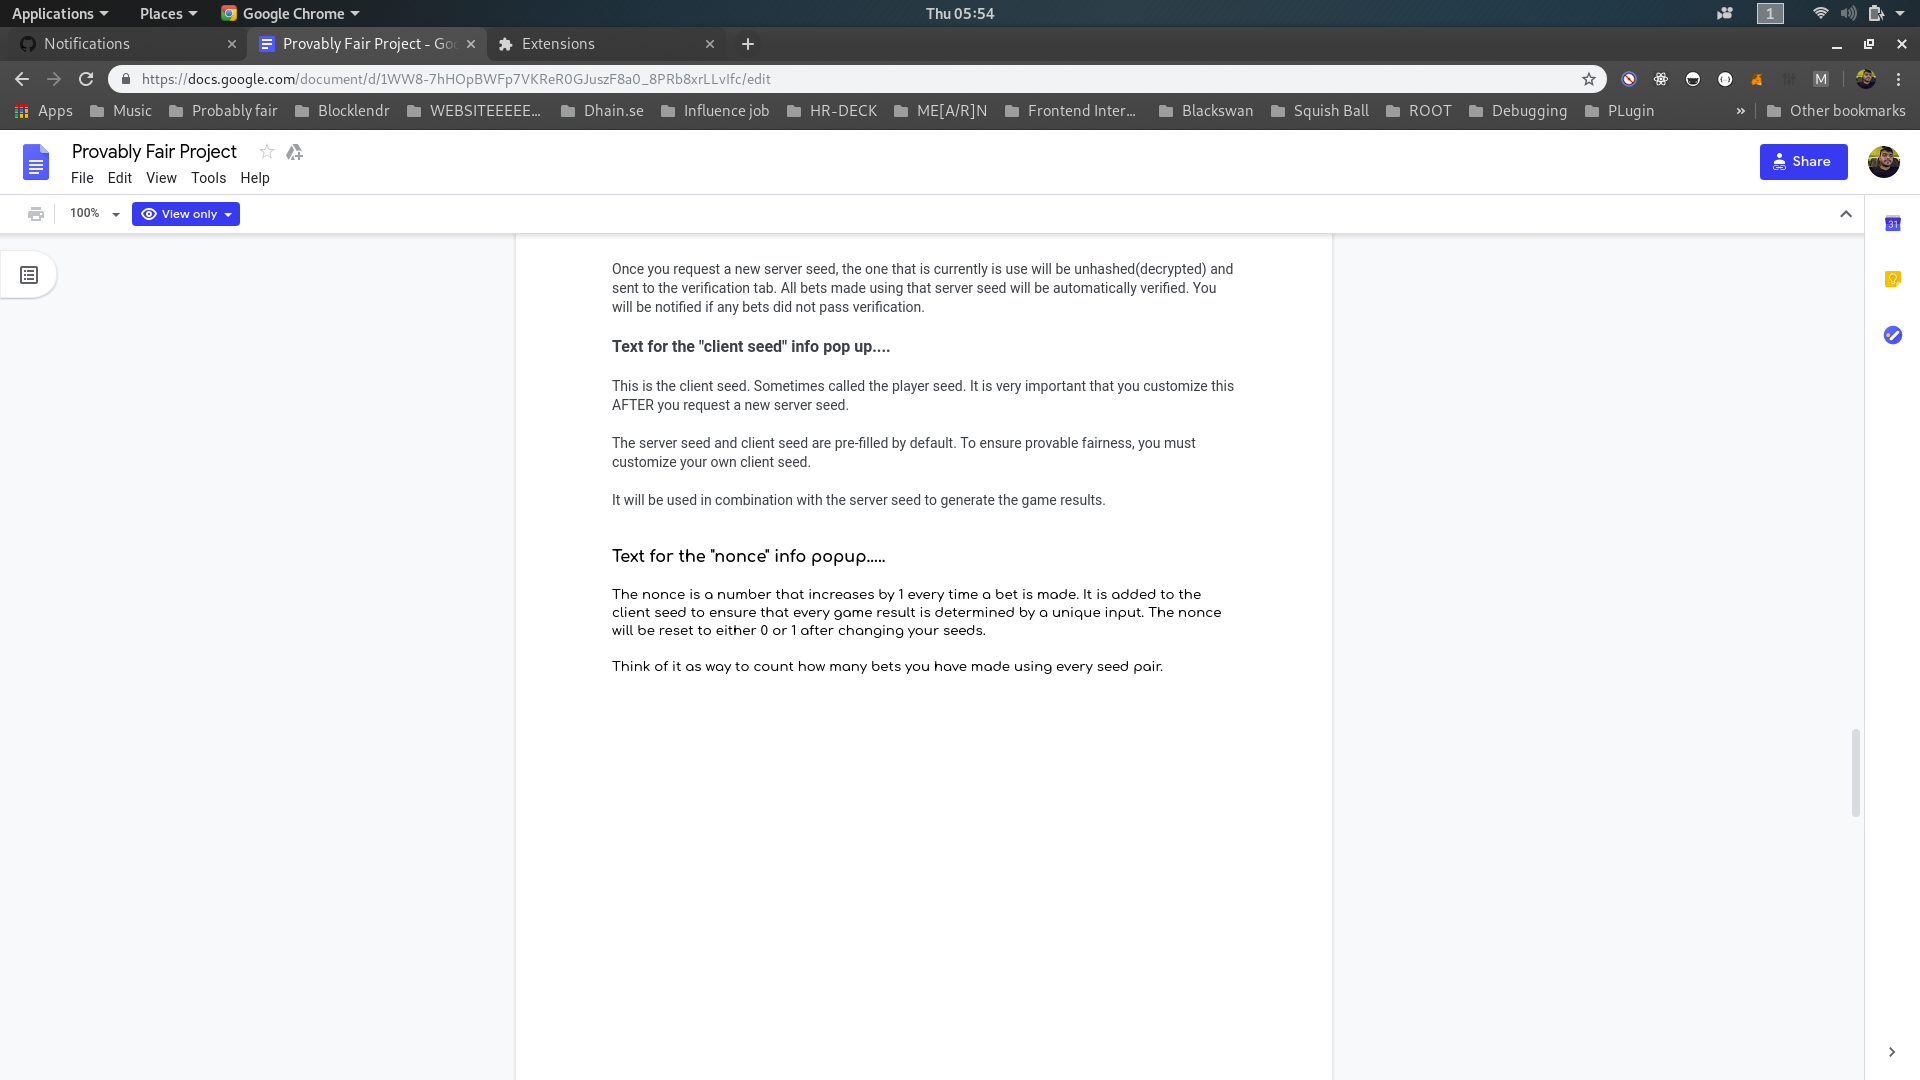 Applications Places Google Chrome Thu 05:54 1
Notifications Provably Fair Project - Goo Extensions
https://docs.google.com/document/d/1WW8-7hHOpBWFp7VKReR0GJuszF8a0_8PRb8xrLLvIfc/edit M
Apps Music Probably fair Blocklendr WEBSITEEEEE... Dhain.se Influence job HR-DECK ME[A/R]N Frontend Inter... Blackswan Squish Ball ROOT Debugging PLugin » Other bookmarks
Provably Fair Project
Share
File Edit View Tools Help
100% View only
31
Once you request a new server seed, the one that is currently is use will be unhashed(decrypted) and
sent to the verification tab. All bets made using that server seed will be automatically verified. You
will be notified if any bets did not pass verification.
Text for the "client seed" info pop up....
This is the client seed. Sometimes called the player seed. It is very important that you customize this
AFTER you request a new server seed.
The server seed and client seed are pre-filled by default. To ensure provable fairness, you must
customize your own client seed.
It will be used in combination with the server seed to generate the game results.
Text for the "nonce" info popup.....
The nonce is a number that increases by 1 every time a bet is made. It is added to the
client seed to ensure that every game result is determined by a unique input. The nonce
will be reset to either 0 or 1 after changing your seeds.
Think of it as way to count how many bets you have made using every seed pair.